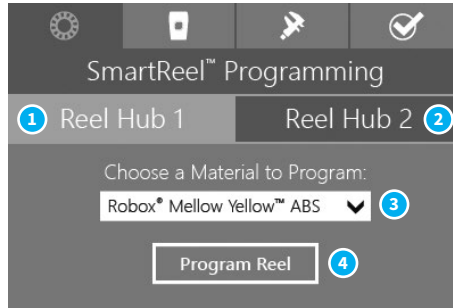 SmartReel™ Programming
1 Reel Hub 1 Reel Hub 2 2
Choose a Material to Program:
Robox® Mellow Yellow™ ABS 3
Program Reel 4